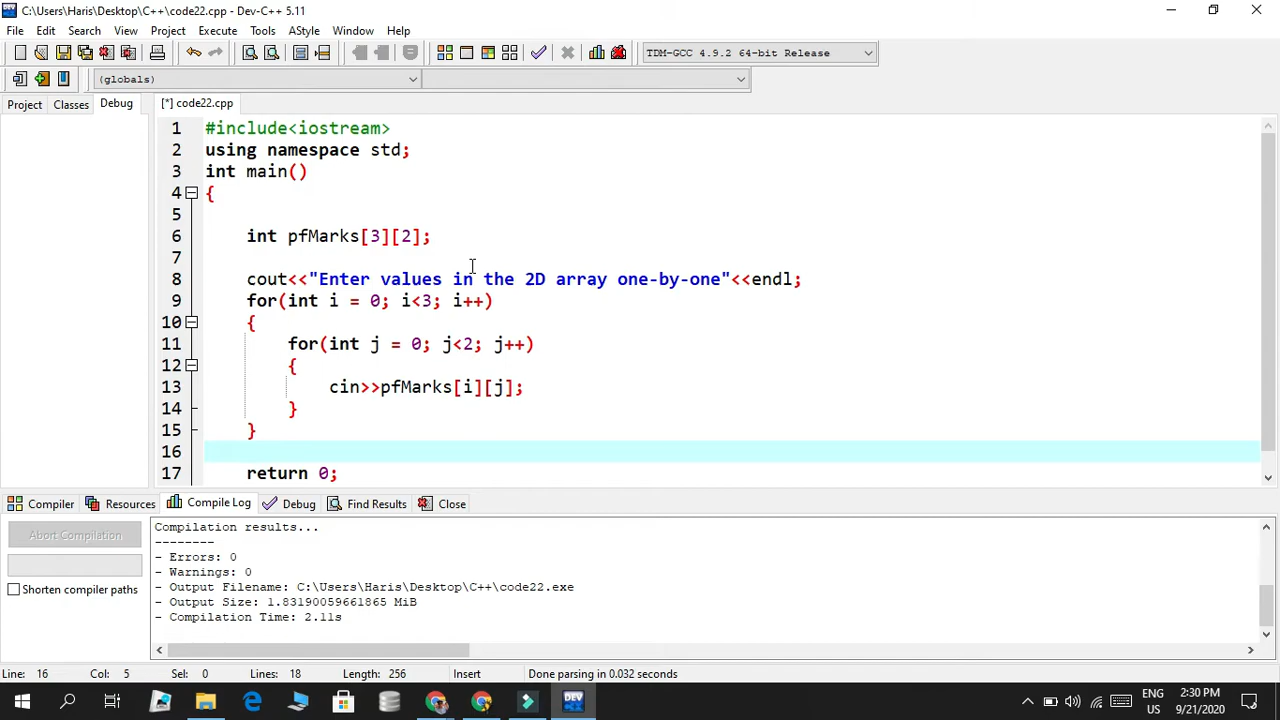 C:\Users\Haris\Desktop\C++\code22.cpp - Dev-C++ 5.11
File Edit Search View Project Execute Tools AStyle Window Help
TDM-GCC 4.9.2 64-bit Release
(globals)
Project Classes Debug [*] code22.cpp
1 #include<iostream>
2 using namespace std;
3 int main()
4 {
5
6 int pfMarks[3][2];
7
8 cout<<"Enter values in the 2D array one-by-one"<<endl;
9 for(int i = 0; i<3; i++)
10 {
11 for(int j = 0; j<2; j++)
12 {
13 cin>>pfMarks[i][j];
14 }
15 }
16
17 return 0;
Compiler Resources Compile Log Debug Find Results Close
Abort Compilation
Shorten compiler paths
Compilation results...
--------
- Errors: 0
- Warnings: 0
- Output Filename: C:\Users\Haris\Desktop\C++\code22.exe
- Output Size: 1.83190059661865 MiB
- Compilation Time: 2.11s
Line: 16 Col: 5 Sel: 0 Lines: 18 Length: 256 Insert Done parsing in 0.032 seconds
DEV
ENG
US
2:30 PM
9/21/2020